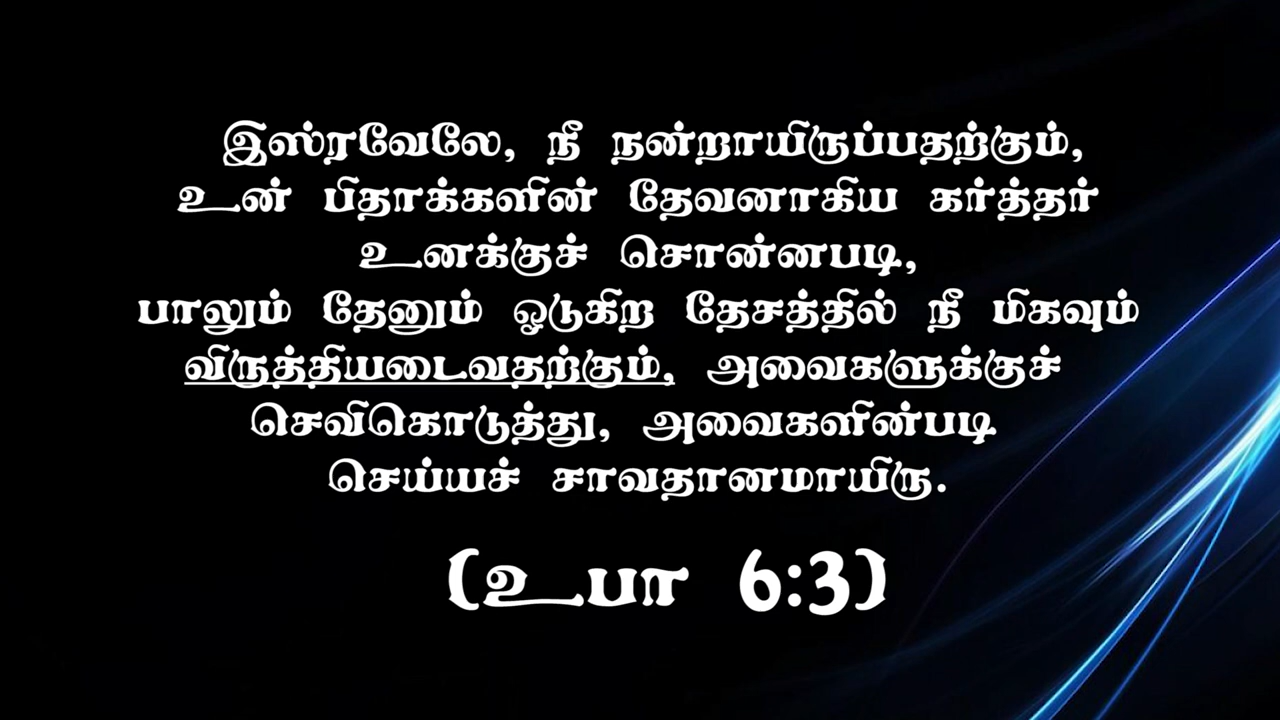 இஸ்ரவேலே, நீ நன்றாயிருப்பதற்கும்,
உன் பிதாக்களின் தேவனாகிய கர்த்தர்
உனக்குச் சொன்னபடி,
பாலும் தேனும் ஓடுகிற தேசத்தில் நீ மிகவும்
விருத்தியடைவதற்கும், அவைகளுக்குச்
செவிகொடுத்து, அவைகளின்படி
செய்யச் சாவதானமாயிரு.
(உபா 6:3)